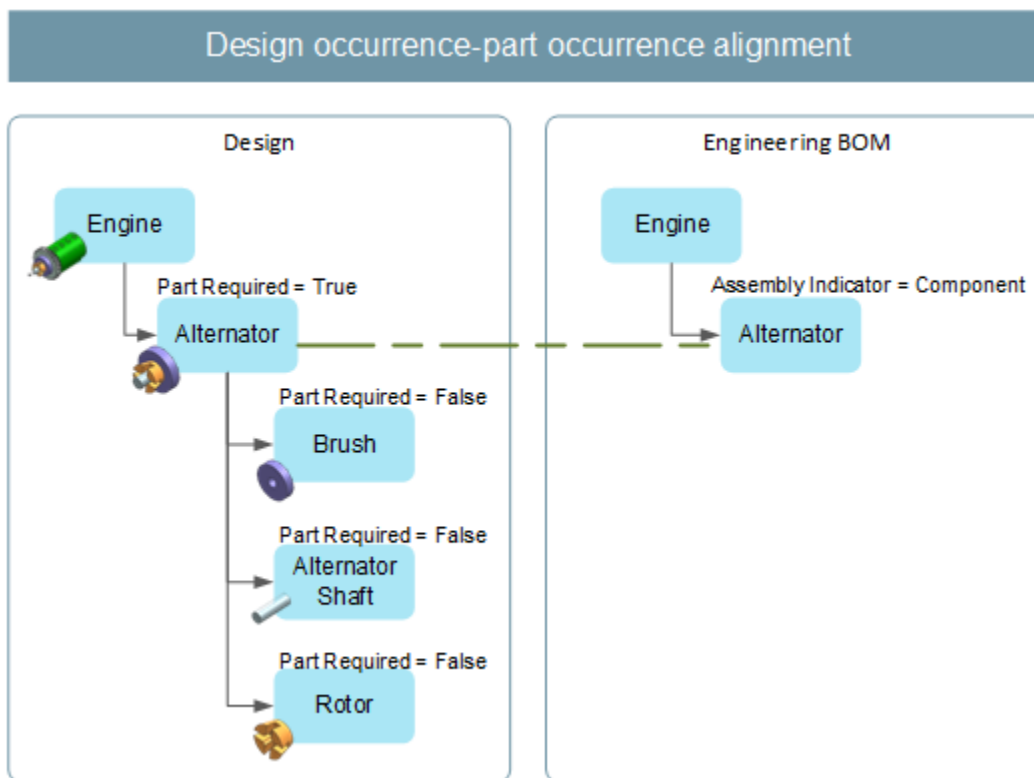 Design occurrence-part occurrence alignment
Design
Engine
Part Required = True
Alternator
Part Required = False
Brush
Part Required = False
Alternator
Shaft
Part Required = False
Rotor
Engineering BOM
Engine
Assembly Indicator = Component
Alternator